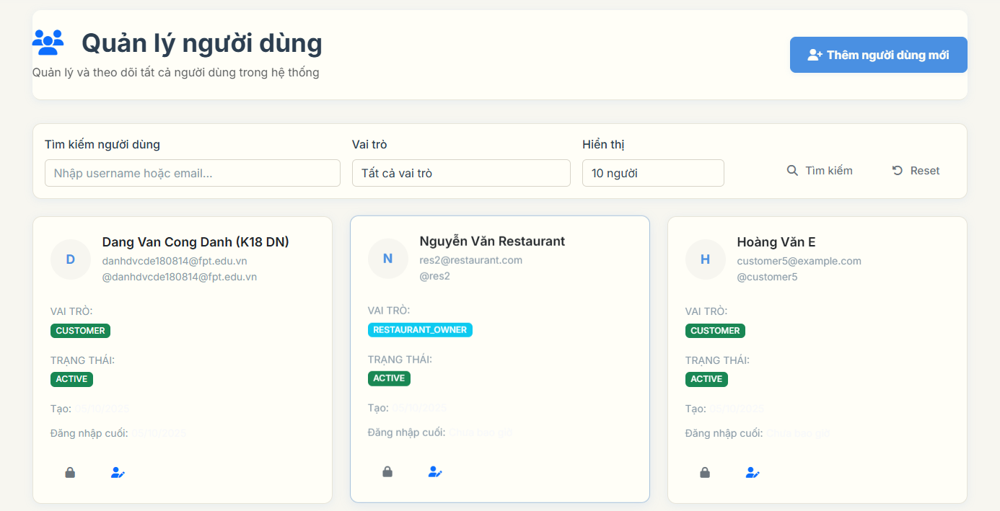 Quản lý người dùng
Quản lý và theo dõi tất cả người dùng trong hệ thống
Thêm người dùng mới
Tìm kiếm người dùng
Vai trò
Hiển thị
Nhập username hoặc email...
Tất cả vai trò
10 người
Tìm kiếm
Reset
D
Dang Van Cong Danh (K18 DN)
danhdvcde180814@fpt.edu.vn
@danhdvcde180814@fpt.edu.vn
VAI TRÒ:
CUSTOMER
TRẠNG THÁI:
ACTIVE
Tạo: 05/10/2025
Đăng nhập cuối: 05/10/2025
N
Nguyễn Văn Restaurant
res2@restaurant.com
@res2
VAI TRÒ:
RESTAURANT_OWNER
TRẠNG THÁI:
ACTIVE
Tạo: 05/10/2025
Đăng nhập cuối: Chưa bao giờ
H
Hoàng Văn E
customer5@example.com
@customer5
VAI TRÒ:
CUSTOMER
TRẠNG THÁI:
ACTIVE
Tạo: 05/10/2025
Đăng nhập cuối: Chưa bao giờ